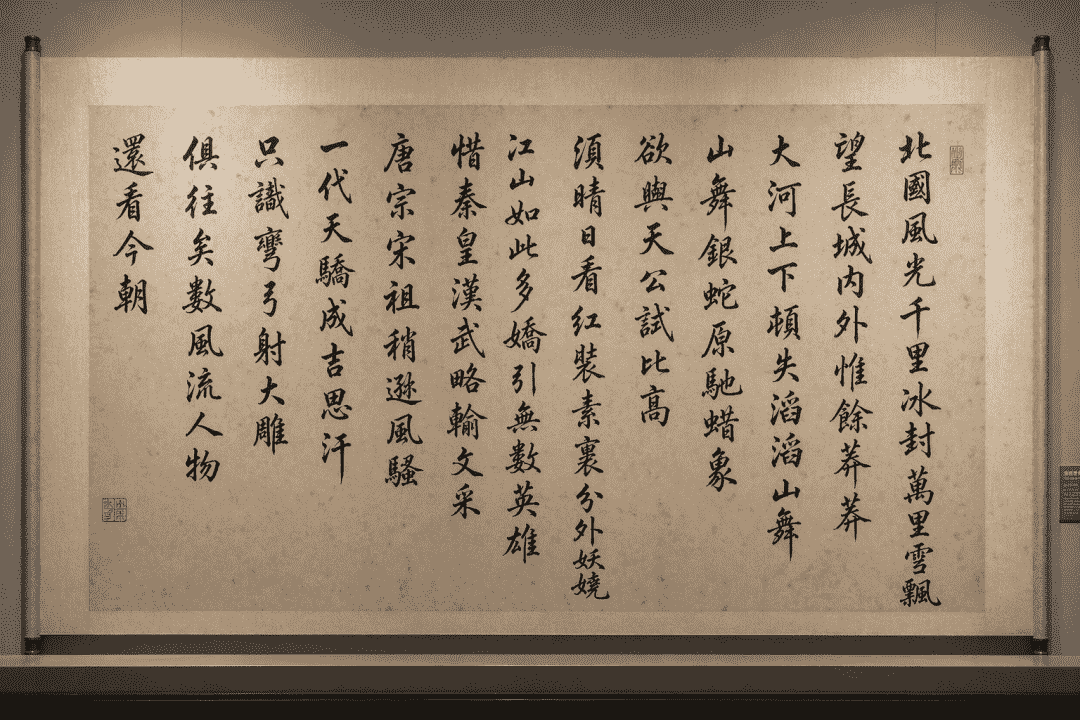 北國風光千里冰封萬里雪飄
望長城内外惟餘莽莽
大河上下頓失滔滔山舞
山舞銀蛇原馳蜡象
欲與天公試比高
須晴日看紅裝素裹分外妖嬈
江山如此多嬌引無數英雄
惜秦皇漢武略輸文采
唐宗宋祖稍遜風騷
一代天驕成吉思汗
只識彎弓射大雕
俱往矣數風流人物
還看今朝